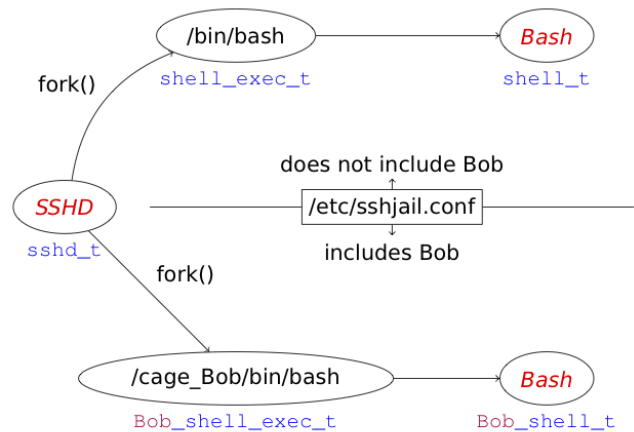 /bin/bash
Bash
shell_exec_t
shell_t
fork()
does not include Bob
SSHD
/etc/sshjail.conf
sshd_t
includes Bob
fork()
/cage_Bob/bin/bash
Bash
Bob_shell_exec_t
Bob_shell_t